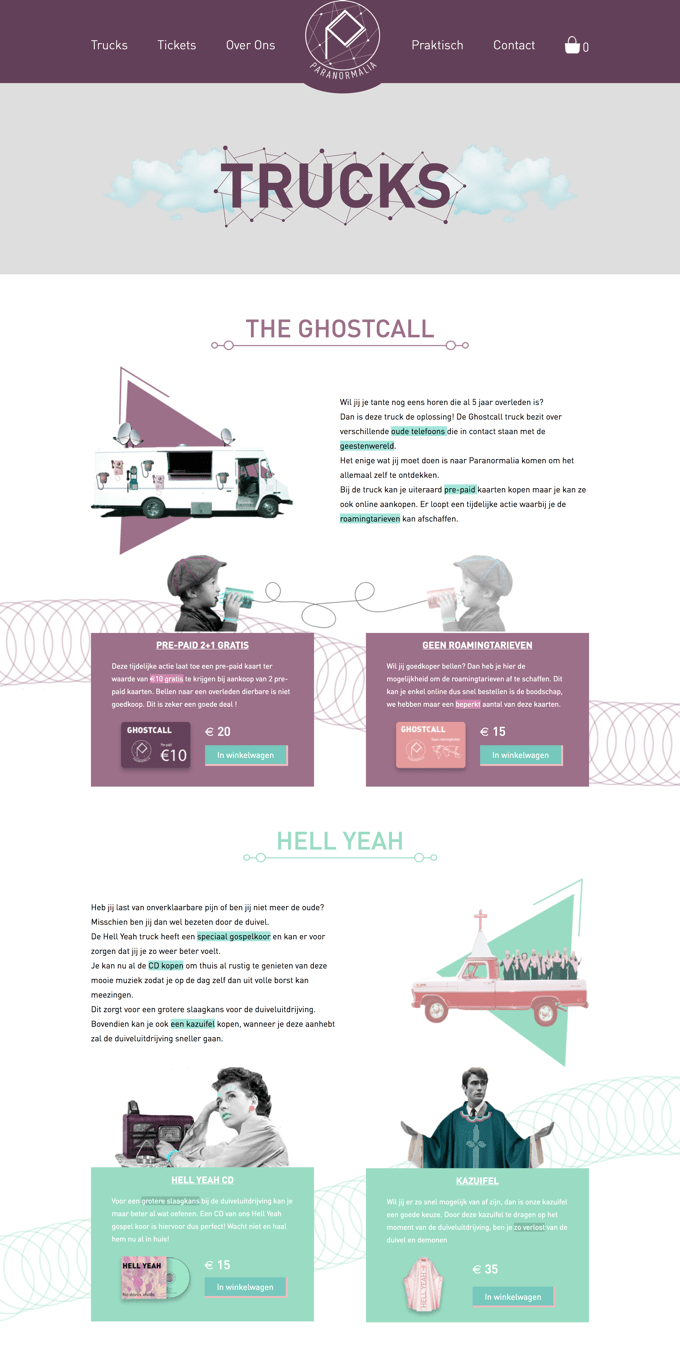 Trucks
Tickets
Over Ons
PARANORMALIA
Praktisch
Contact
0
TRUCKS
THE GHOSTCALL
Wil jij je tante nog eens horen die al 5 jaar overleden is?
Dan is deze truck de oplossing! De Ghostcall truck bezit over
verschillende oude telefoons die in contact staan met de
geestenwereld.
Het enige wat jij moet doen is naar Paranormalia komen om het
allemaal zelf te ontdekken.
Bij de truck kan je uiteraard pre-paid kaarten kopen maar je kan ze
ook online aankopen. Er loopt een tijdelijke actie waarbij je de
roamingtarieven kan afschaffen.
PRE-PAID 2+1 GRATIS
Deze tijdelijke actie laat toe een pre-paid kaart ter
waarde van €10 gratis te krijgen bij aankoop van 2 pre-
paid kaarten. Bellen naar een overleden dierbare is niet
goedkoop. Dit is zeker een goede deal !
GHOSTCALL
Pre-paid
€10
€ 20
In winkelwagen
GEEN ROAMINGTARIEVEN
Wil jij goedkoper bellen? Dan heb je hier de
mogelijkheid om de roamingtarieven af te schaffen. Dit
kan je enkel online dus snel bestellen is de boodschap,
we hebben maar een beperkt aantal van deze kaarten.
GHOSTCALL
€ 15
In winkelwagen
HELL YEAH
Heb jij last van onverklaarbare pijn of ben jij niet meer de oude?
Misschien ben jij dan wel bezeten door de duivel.
De Hell Yeah truck heeft een speciaal gospelkoor en kan er voor
zorgen dat jij je zo weer beter voelt.
Je kan nu al de CD kopen om thuis al rustig te genieten van deze
mooie muziek zodat je op de dag zelf dan uit volle borst kan
meezingen.
Dit zorgt voor een grotere slaagkans voor de duiveluitdrijving.
Bovendien kan je ook een kazuifel kopen, wanneer je deze aanhebt
zal de duiveluitdrijving sneller gaan.
HELL YEAH CD
Voor een grotere slaagkans bij de duiveluitdrijving kan je
maar beter al wat oefenen. Een CD van ons Hell Yeah
gospel koor is hiervoor dus perfect! Wacht niet en haal
hem nu al in huis!
HELL YEAH
€ 15
In winkelwagen
KAZUIFEL
Wil jij er zo snel mogelijk van af zijn, dan is onze kazuifel
een goede keuze. Door deze kazuifel te dragen op het
moment van de duiveluitdrijving, ben je zo verlost van de
duivel en demonen
HELL YEAH
€ 35
In winkelwagen